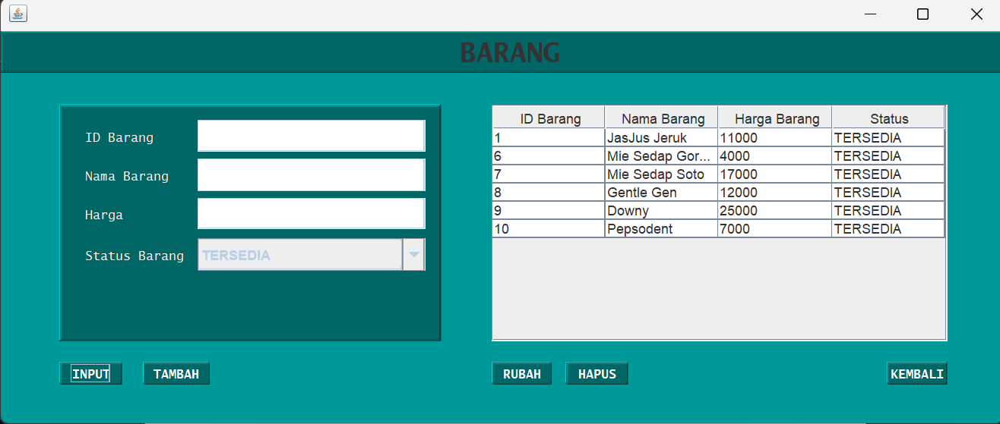 BARANG
ID Barang
Nama Barang
Harga
Status Barang TERSEDIA
INPUT TAMBAH
ID Barang Nama Barang Harga Barang Status
1 JasJus Jeruk 11000 TERSEDIA
6 Mie Sedap Gor... 4000 TERSEDIA
7 Mie Sedap Soto 17000 TERSEDIA
8 Gentle Gen 12000 TERSEDIA
9 Downy 25000 TERSEDIA
10 Pepsodent 7000 TERSEDIA
RUBAH HAPUS KEMBALI